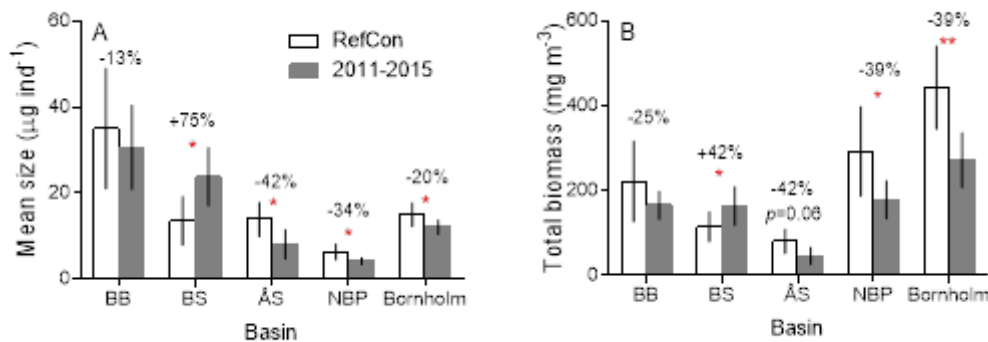 A
Mean size (µg ind⁻¹)
60
40
20
0
-13%
+75%
*
-42%
*
-34%
*
-20%
*
RefCon
2011-2015
BB BS ÅS NBP Bornholm
Basin
B
Total biomass (mg m⁻³)
600
400
200
0
-25%
+42%
*
-42%
p=0.06
-39%
*
-39%
**
BB BS ÅS NBP Bornholm
Basin